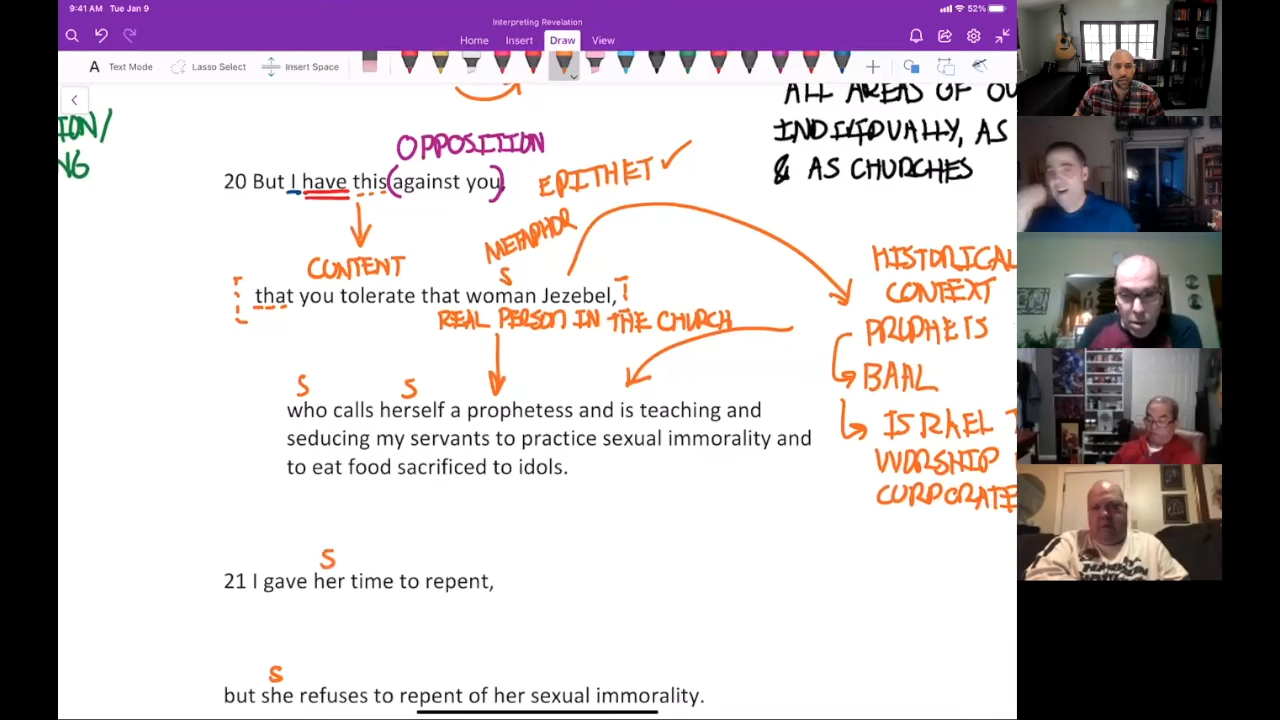 9:41 AM Tue Jan 9
52%
Interpreting Revelation
Home Insert Draw View
A Text Mode Lasso Select Insert Space
ALL AREAS OF OU
INDIVIDUALLY, AS
& AS CHURCHES
ION/
NG
OPPOSITION
20 But I have this (against you),
EPITHET ✓
METAPHOR
S
CONTENT
HISTORICAL
CONTEXT
that you tolerate that woman Jezebel,
REAL PERSON IN THE CHURCH
PROPHETS
BAAL
S S
who calls herself a prophetess and is teaching and
seducing my servants to practice sexual immorality and
to eat food sacrificed to idols.
ISRAEL T
WORSHIP
CORPORATE
S
21 I gave her time to repent,
S
but she refuses to repent of her sexual immorality.